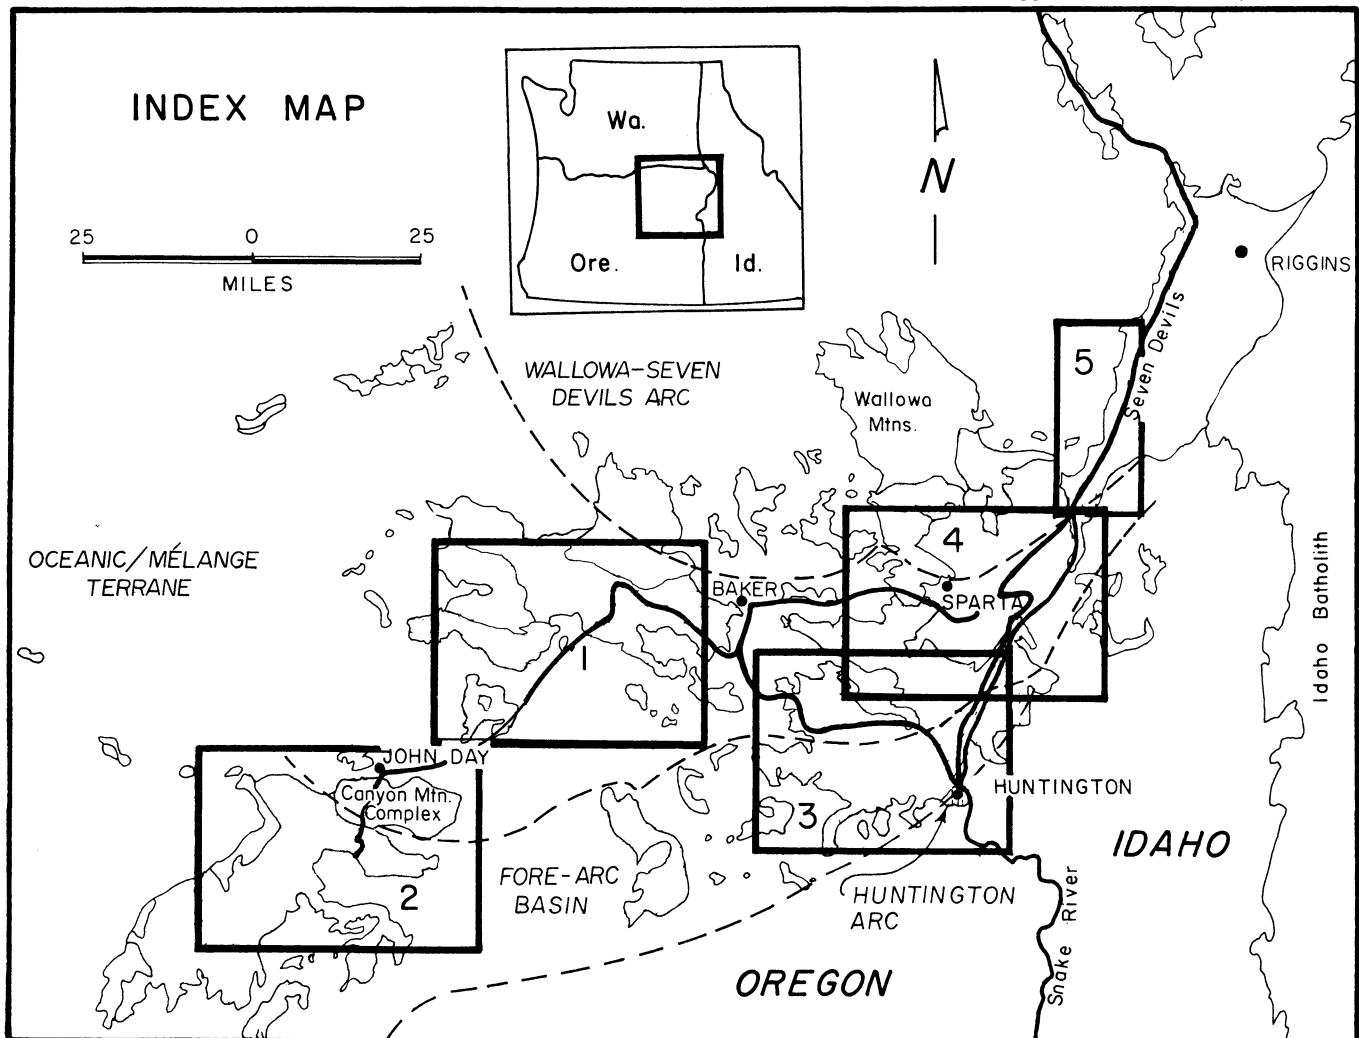 INDEX MAP
25 0 25
MILES
Wa.
Ore.
Id.
N
RIGGINS
Seven Devils
5
WALLOWA-SEVEN
DEVILS ARC
Wallowa
Mtns.
4
OCEANIC/MÉLANGE
TERRANE
BAKER
SPARTA
Idaho Batholith
1
JOHN DAY
Canyon Mtn.
Complex
HUNTINGTON
3
IDAHO
2
FORE-ARC
BASIN
HUNTINGTON
ARC
Snake River
OREGON